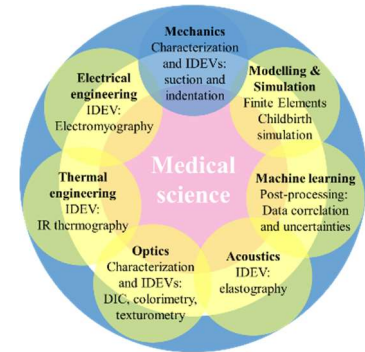 Mechanics
Characterization
and IDEVs:
suction and
indentation
Modelling &
Simulation
Finite Elements
Childbirth
simulation
Machine learning
Post-processing:
Data correlation
and uncertainties
Acoustics
IDEV:
elastography
Optics
Characterization
and IDEVs:
DIC, colorimetry,
texturometry
Thermal
engineering
IDEV:
IR thermography
Electrical
engineering
IDEV:
Electromyography
Medical
science